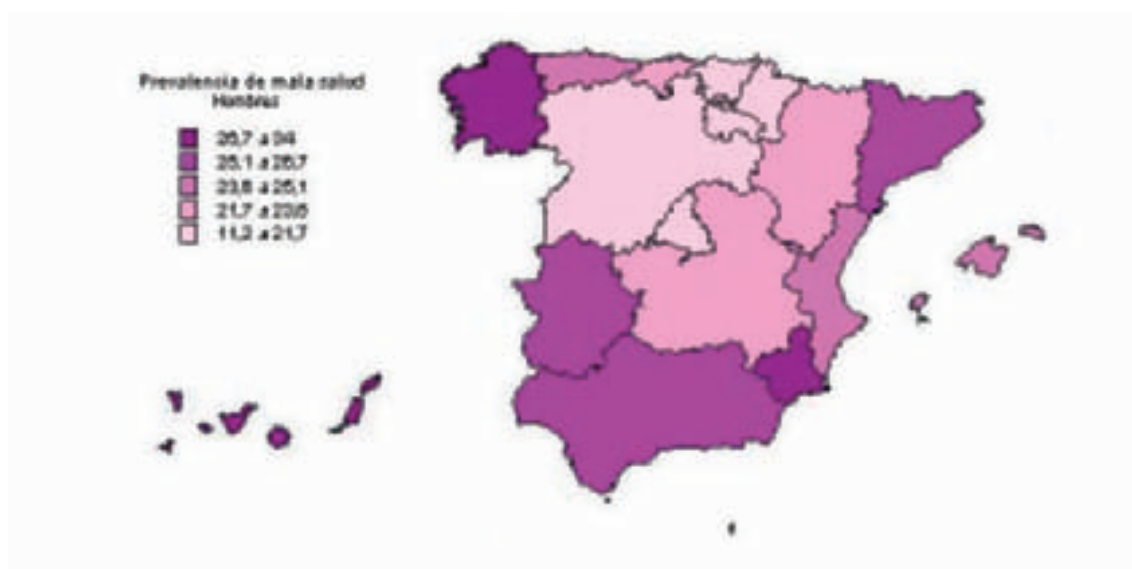 Prevalencia de mala salud
Hombres
26,7 a 34
25,1 a 26,7
23,6 a 25,1
21,7 a 23,6
11,2 a 21,7